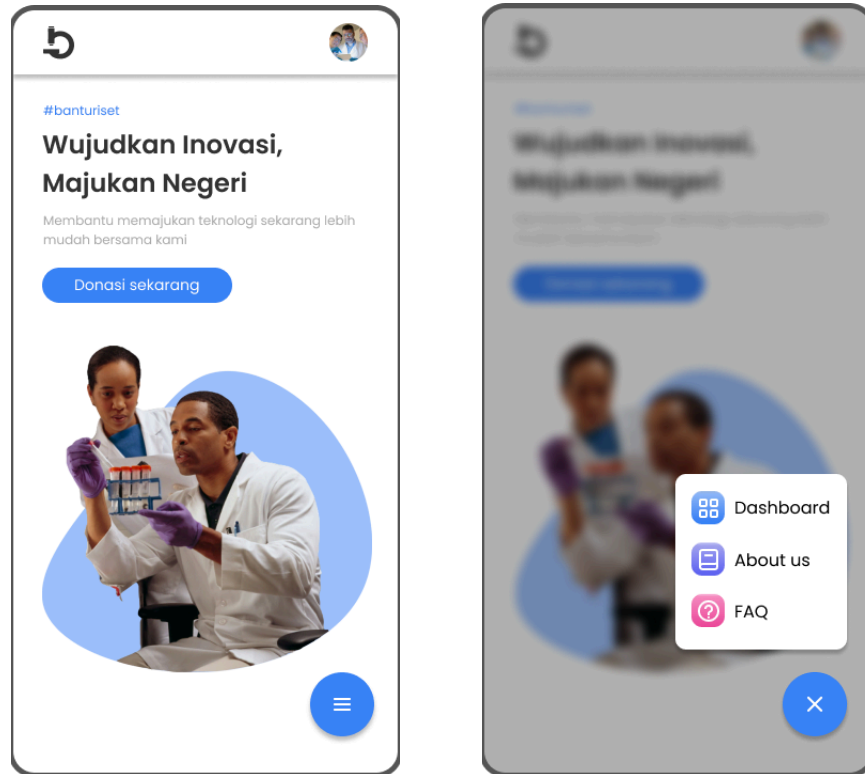 #banturiset
Wujudkan Inovasi,
Majukan Negeri
Membantu memajukan teknologi sekarang lebih
mudah bersama kami
Donasi sekarang
Dashboard
About us
FAQ